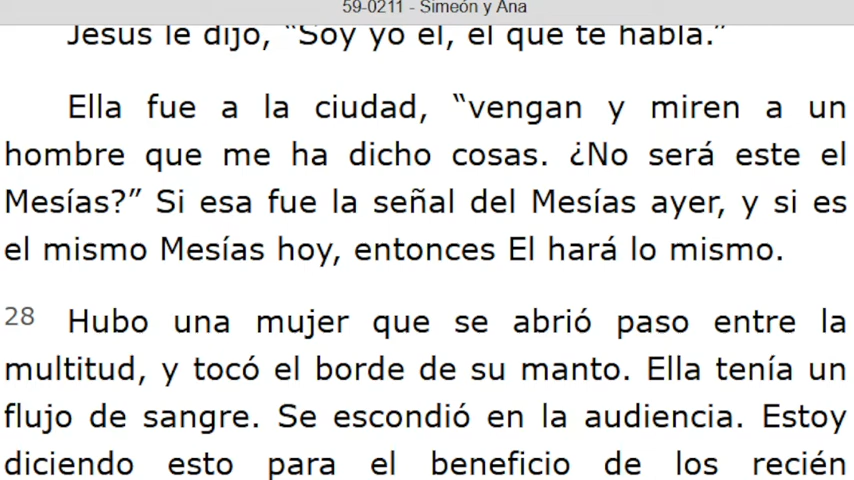 59-0211 - Simeón y Ana
Jesús le dijo, “Soy yo él, el que te habla.”
Ella fue a la ciudad, “vengan y miren a un
hombre que me ha dicho cosas. ¿No será este el
Mesías?” Si esa fue la señal del Mesías ayer, y si es
el mismo Mesías hoy, entonces El hará lo mismo.
28 Hubo una mujer que se abrió paso entre la
multitud, y tocó el borde de su manto. Ella tenía un
flujo de sangre. Se escondió en la audiencia. Estoy
diciendo esto para el beneficio de los recién